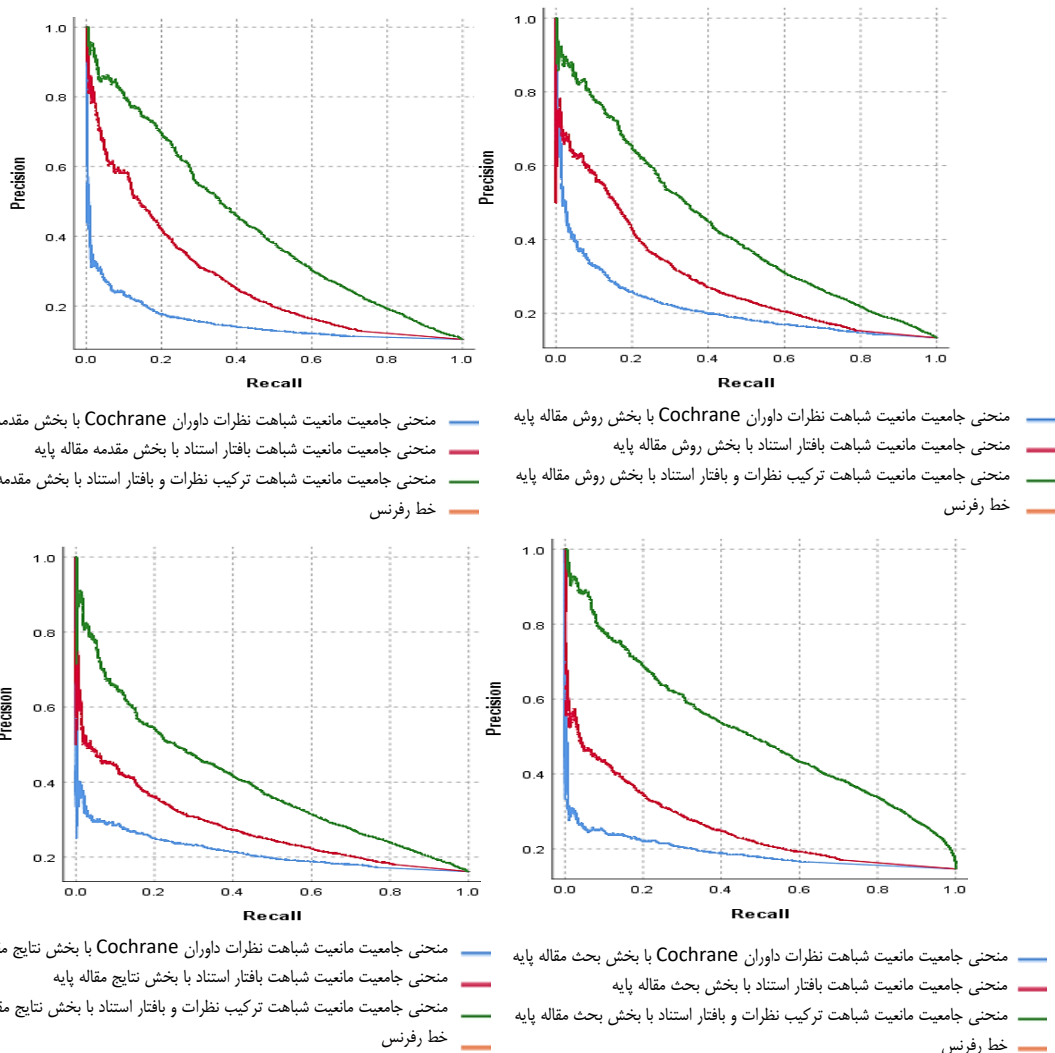 Precision
1.0
0.8
0.6
0.4
0.2
0.0 0.2 0.4 0.6 0.8 1.0
Recall
منحنی جامعیت مانعیت شباهت نظرات داوران Cochrane با بخش مقدمه
منحنی جامعیت مانعیت شباهت بافتار استناد با بخش مقدمه مقاله پایه
منحنی جامعیت مانعیت شباهت ترکیب نظرات و بافتار استناد با بخش مقدمه
خط رفرنس
Precision
1.0
0.8
0.6
0.4
0.2
0.0 0.2 0.4 0.6 0.8 1.0
Recall
منحنی جامعیت مانعیت شباهت نظرات داوران Cochrane با بخش روش مقاله پایه
منحنی جامعیت مانعیت شباهت بافتار استناد با بخش روش مقاله پایه
منحنی جامعیت مانعیت شباهت ترکیب نظرات و بافتار استناد با بخش روش مقاله پایه
خط رفرنس
Precision
1.0
0.8
0.6
0.4
0.2
0.0 0.2 0.4 0.6 0.8 1.0
Recall
منحنی جامعیت مانعیت شباهت نظرات داوران Cochrane با بخش نتایج
منحنی جامعیت مانعیت شباهت بافتار استناد با بخش نتایج مقاله پایه
منحنی جامعیت مانعیت شباهت ترکیب نظرات و بافتار استناد با بخش نتایج
خط رفرنس
Precision
1.0
0.8
0.6
0.4
0.2
0.0 0.2 0.4 0.6 0.8 1.0
Recall
منحنی جامعیت مانعیت شباهت نظرات داوران Cochrane با بخش بحث مقاله پایه
منحنی جامعیت مانعیت شباهت بافتار استناد با بخش بحث مقاله پایه
منحنی جامعیت مانعیت شباهت ترکیب نظرات و بافتار استناد با بخش بحث مقاله پایه
خط رفرنس